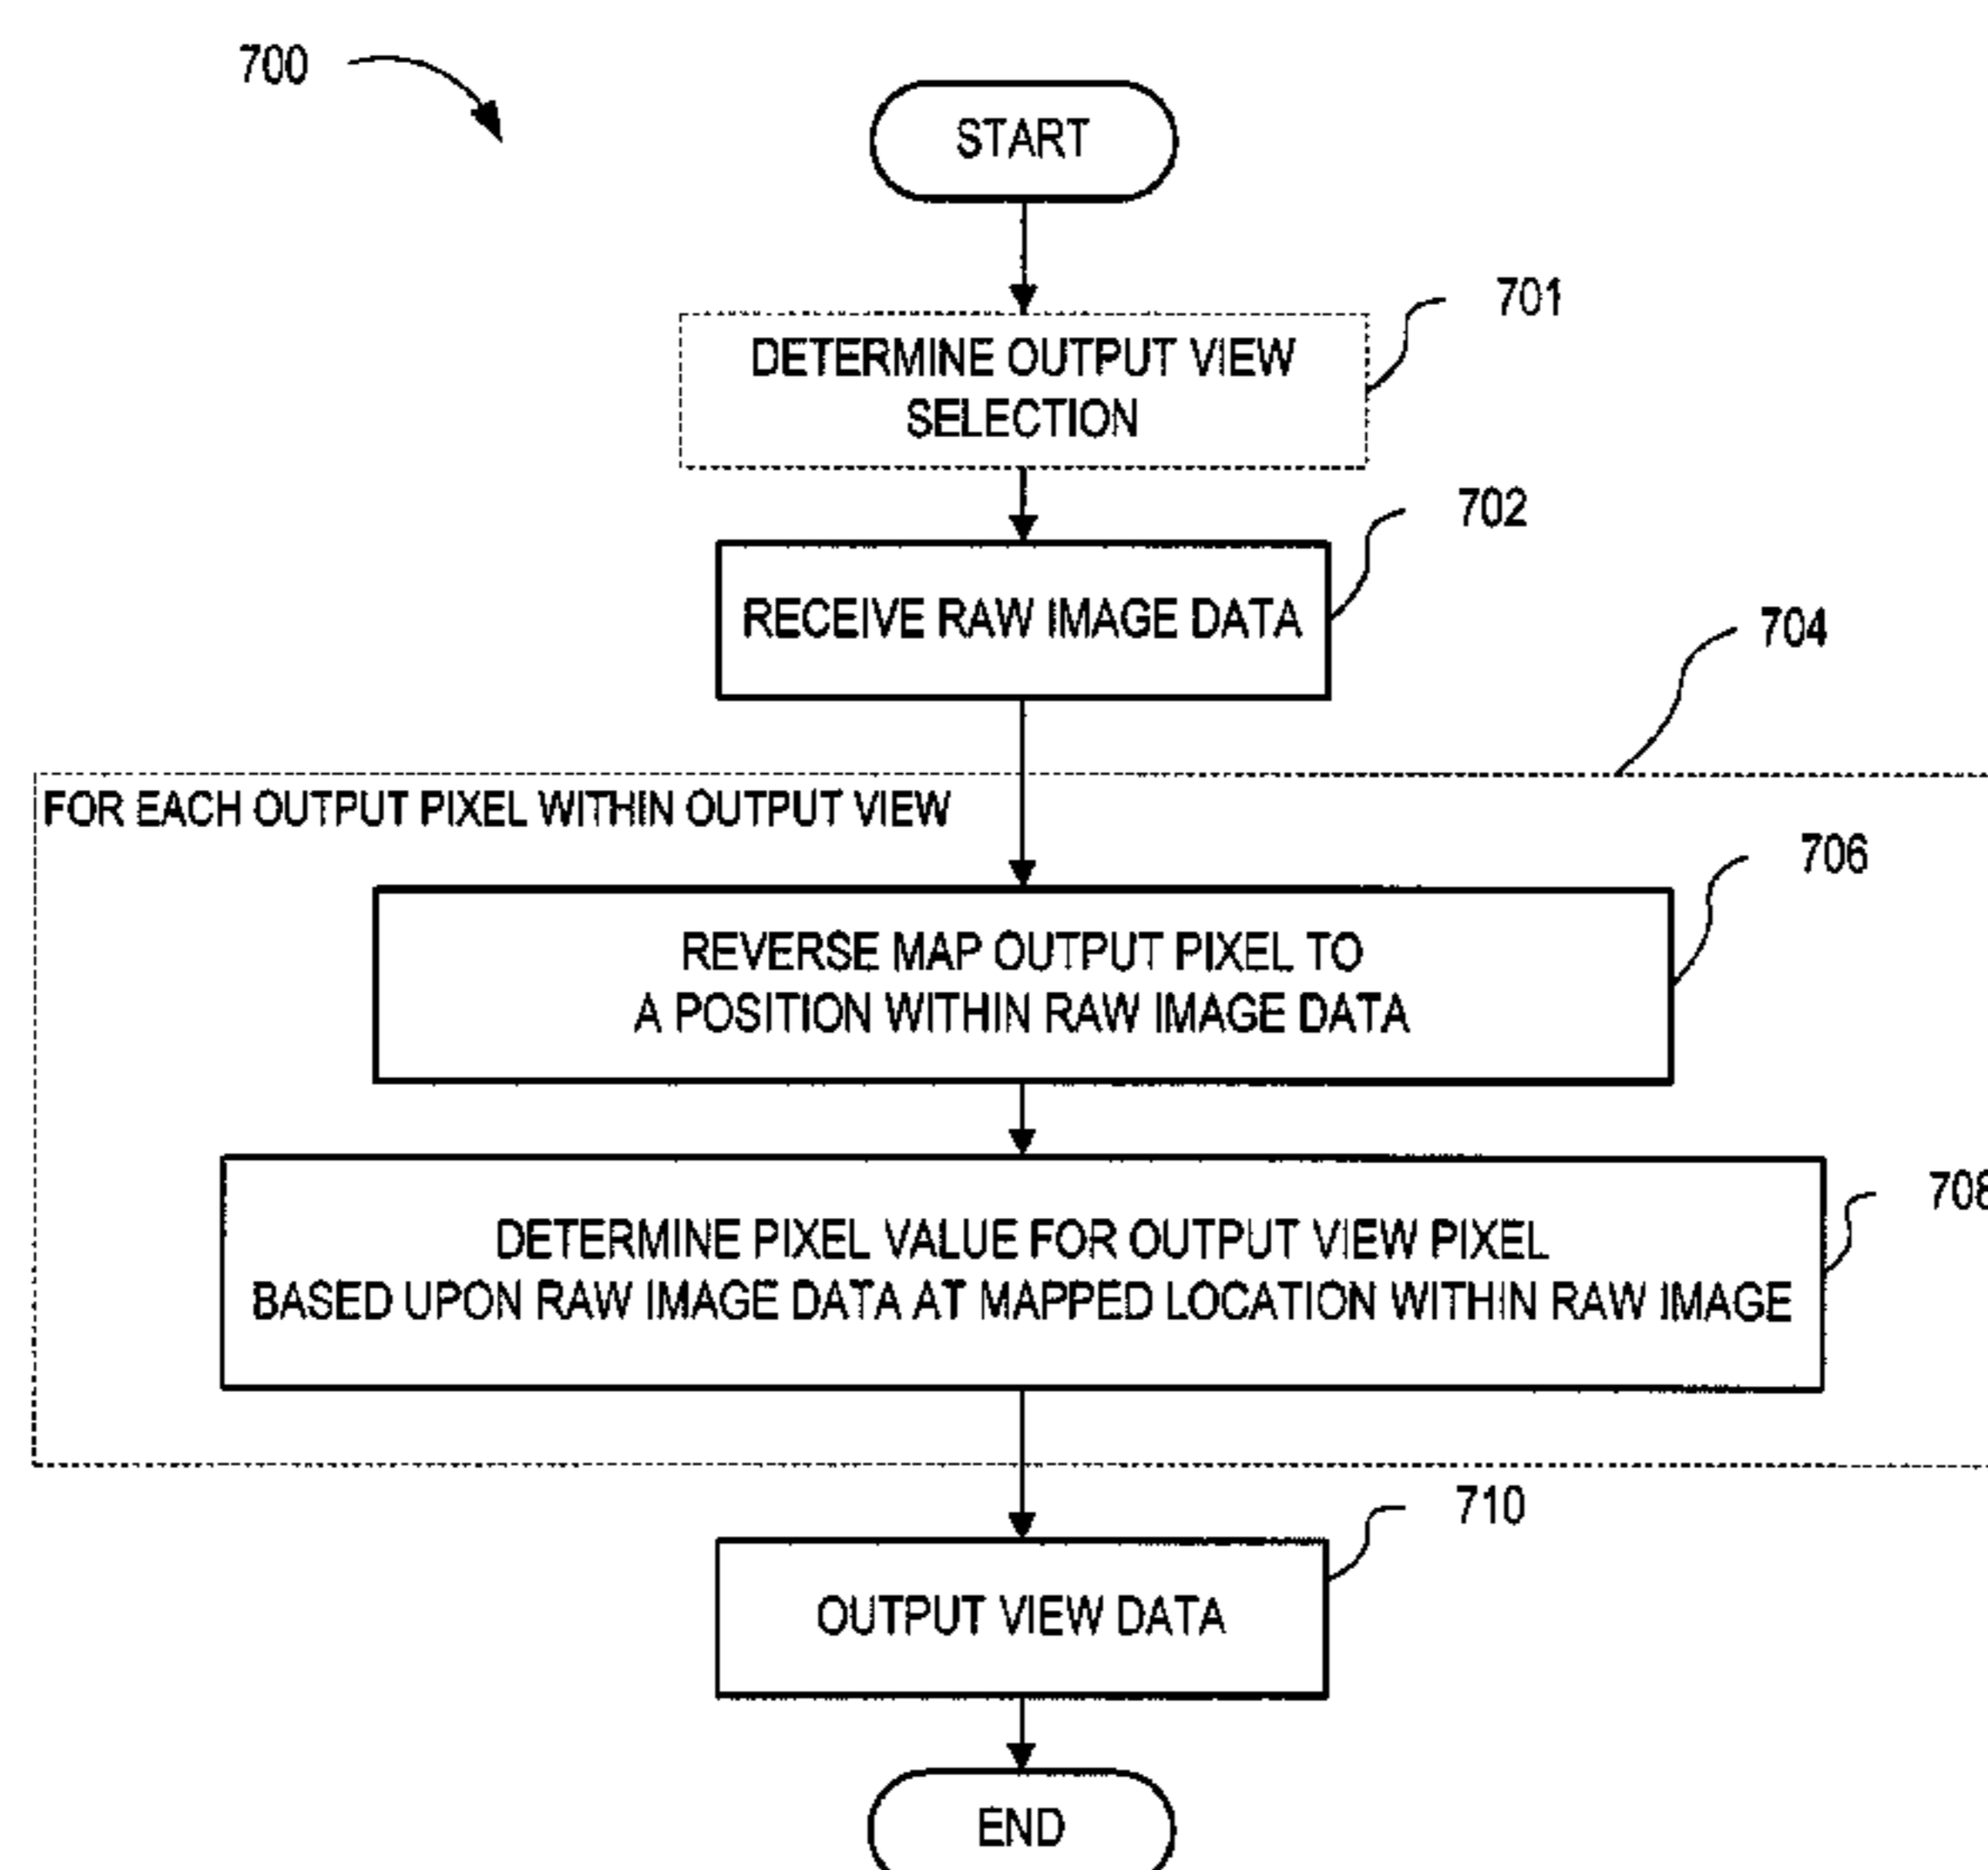 700
START
701
DETERMINE OUTPUT VIEW
SELECTION
702
RECEIVE RAW IMAGE DATA
704
FOR EACH OUTPUT PIXEL WITHIN OUTPUT VIEW
706
REVERSE MAP OUTPUT PIXEL TO
A POSITION WITHIN RAW IMAGE DATA
708
DETERMINE PIXEL VALUE FOR OUTPUT VIEW PIXEL
BASED UPON RAW IMAGE DATA AT MAPPED LOCATION WITHIN RAW IMAGE
710
OUTPUT VIEW DATA
END